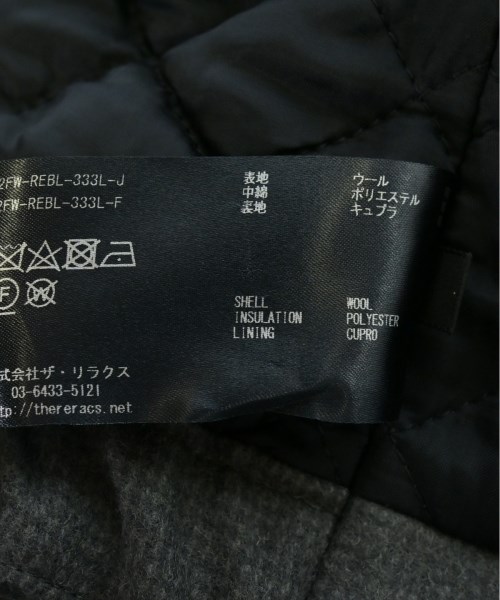 2FW-REBL-333L-J
2FW-REBL-333L-F
表地 ウール
中綿 ポリエステル
裏地 キュプラ
F
W
SHELL WOOL
INSULATION POLYESTER
LINING CUPRO
式会社ザ・リラクス
03-6433-5121
tp://thereracs.net